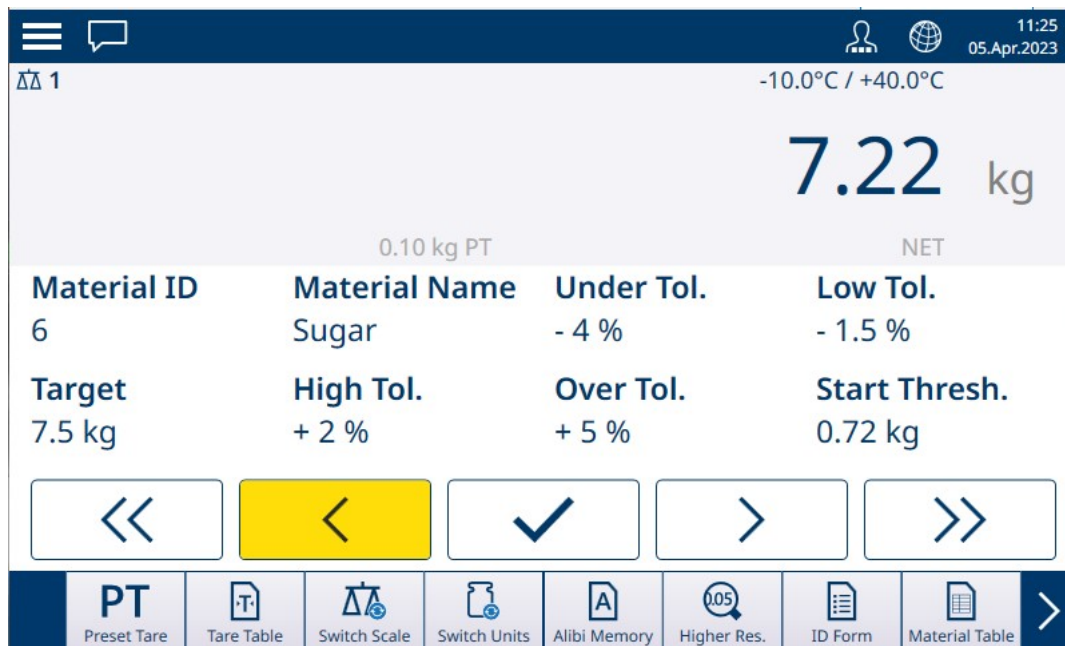 11:25
05.Apr.2023
1
-10.0°C / +40.0°C
7.22 kg
0.10 kg PT NET
Material ID Material Name Under Tol. Low Tol.
6 Sugar - 4 % - 1.5 %
Target High Tol. Over Tol. Start Thresh.
7.5 kg + 2 % + 5 % 0.72 kg
PT ·T· A 0.05
Preset Tare Tare Table Switch Scale Switch Units Alibi Memory Higher Res. ID Form Material Table